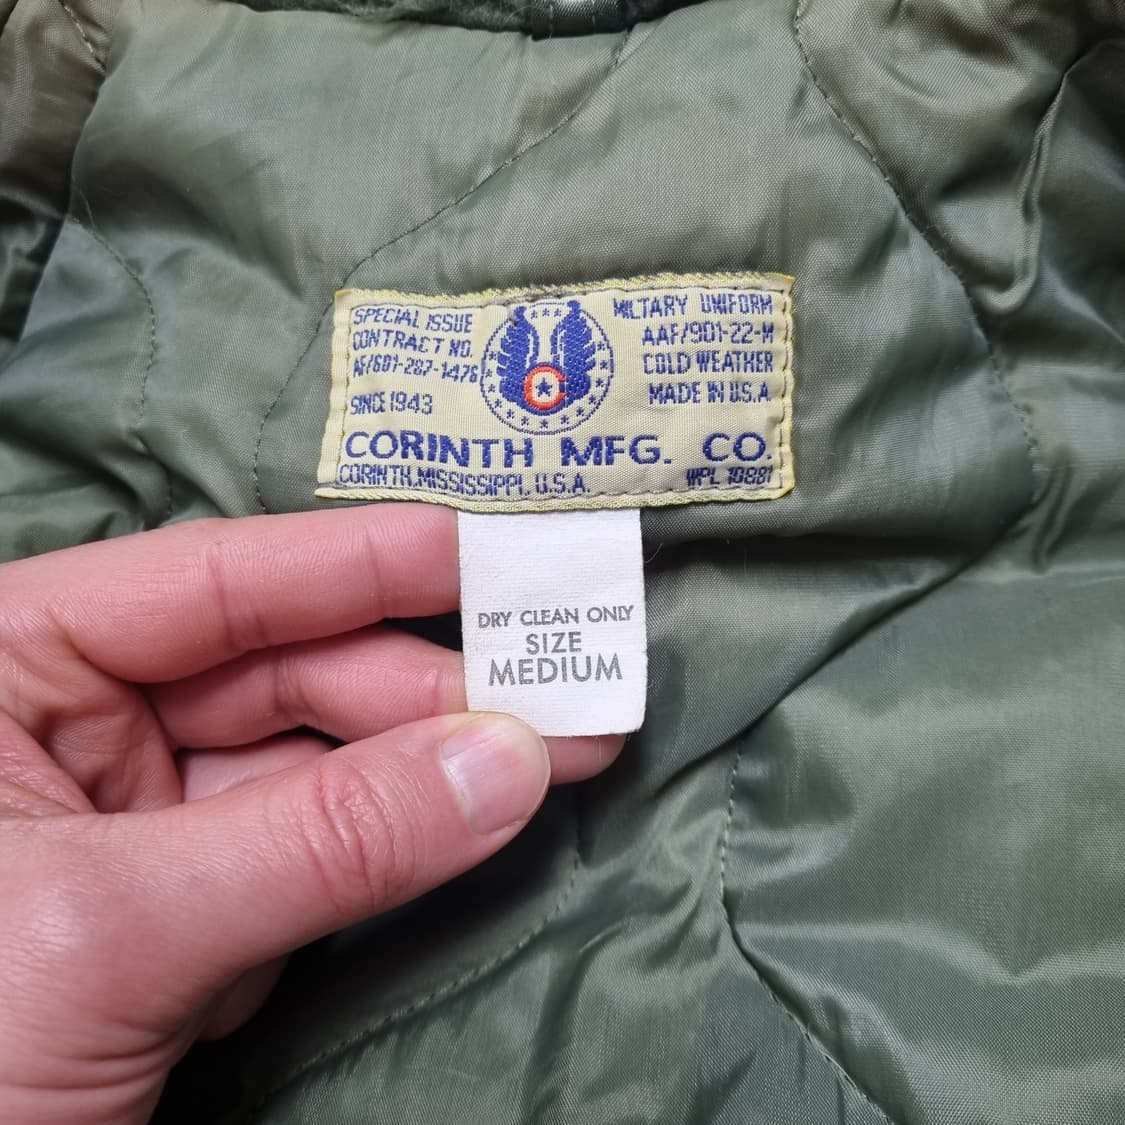 SPECIAL ISSUE
CONTRACT NO.
AF/601-287-1476
SINCE 1943
MILTARY UNIFORM
AAF/901-22-M
COLD WEATHER
MADE IN U.S.A
CORINTH MFG. CO.
CORINTH, MISSISSIPPI, U.S.A.
WPL 10881
DRY CLEAN ONLY
SIZE
MEDIUM